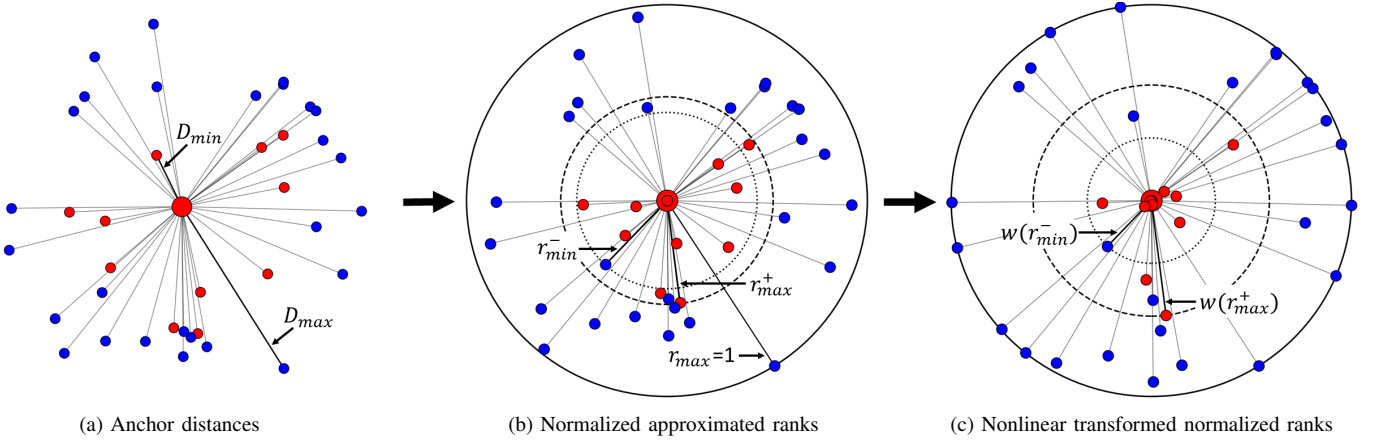 D_min
D_max
(a) Anchor distances
r^-_min
r^+_max
r_max=1
(b) Normalized approximated ranks
w(r^-_min)
w(r^+_max)
(c) Nonlinear transformed normalized ranks